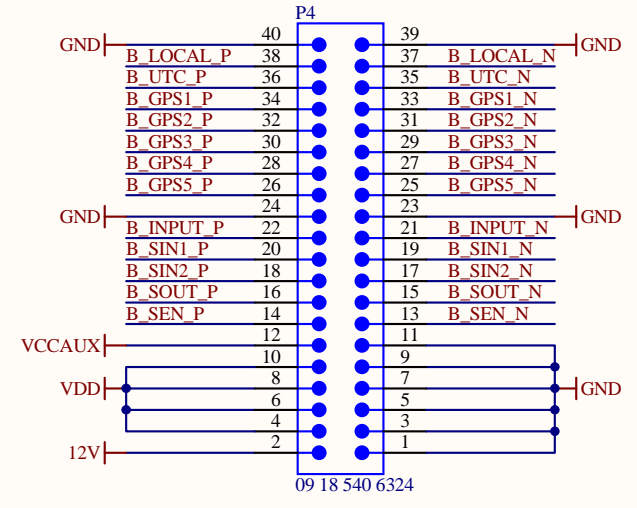 P4
40 39
GND GND
B_LOCAL_P 38 37 B_LOCAL_N
B_UTC_P 36 35 B_UTC_N
B_GPS1_P 34 33 B_GPS1_N
B_GPS2_P 32 31 B_GPS2_N
B_GPS3_P 30 29 B_GPS3_N
B_GPS4_P 28 27 B_GPS4_N
B_GPS5_P 26 25 B_GPS5_N
24 23
GND GND
B_INPUT_P 22 21 B_INPUT_N
B_SIN1_P 20 19 B_SIN1_N
B_SIN2_P 18 17 B_SIN2_N
B_SOUT_P 16 15 B_SOUT_N
B_SEN_P 14 13 B_SEN_N
12 11
VCCAUX
10 9
8 7
VDD GND
6 5
4 3
2 1
12V
09 18 540 6324